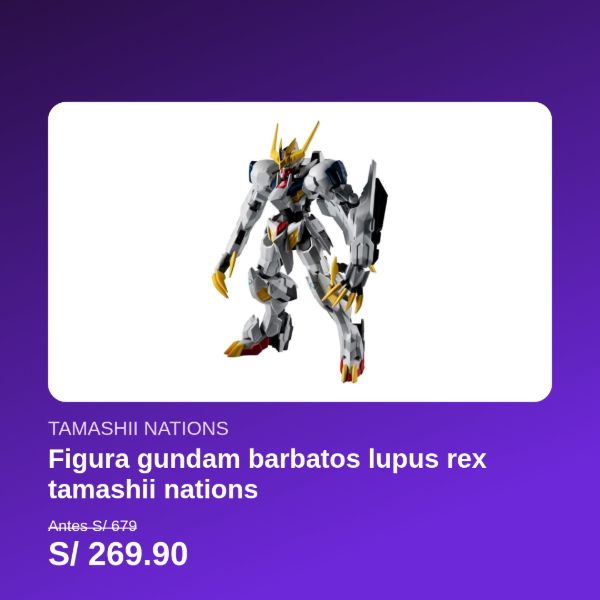 TAMASHII NATIONS
Figura gundam barbatos lupus rex
tamashii nations
Antes S/ 679
S/ 269.90